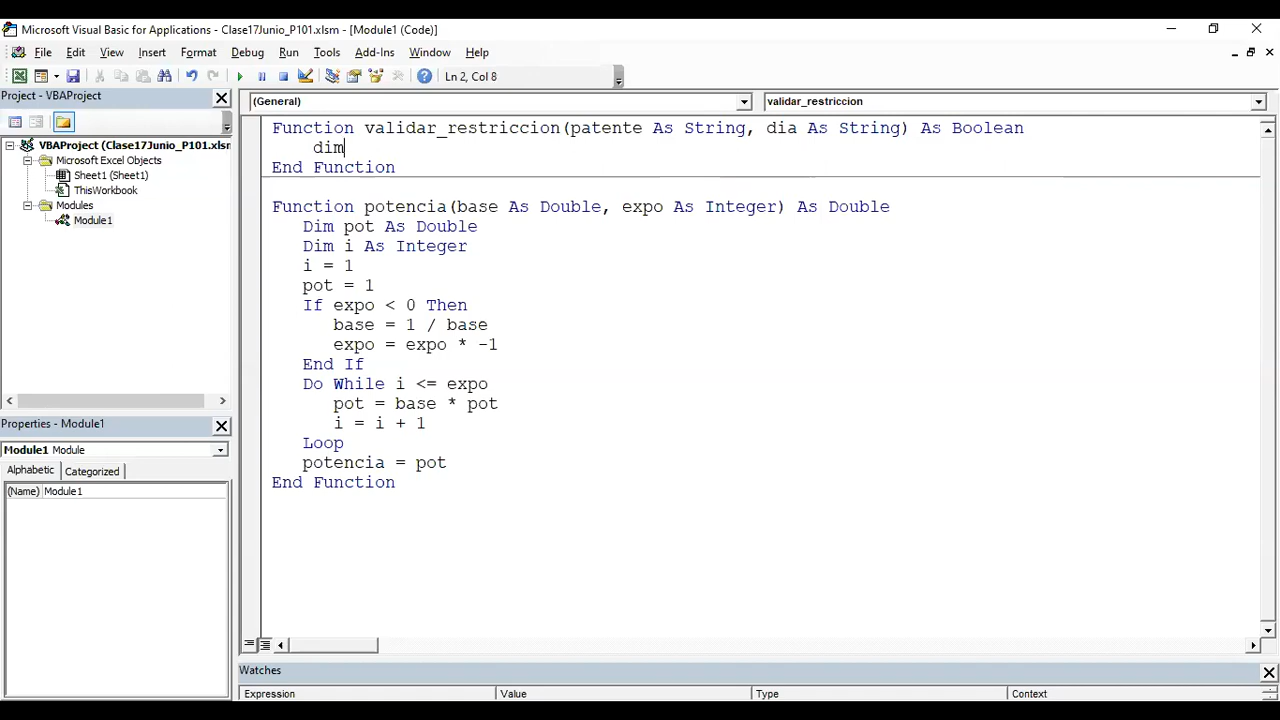 Microsoft Visual Basic for Applications - Clase17Junio_P101.xlsm - [Module1 (Code)]
File Edit View Insert Format Debug Run Tools Add-Ins Window Help
Ln 2, Col 8
Project - VBAProject
(General) validar_restriccion
VBAProject (Clase17Junio_P101.xlsm
Microsoft Excel Objects
Sheet1 (Sheet1)
ThisWorkbook
Modules
Module1
Function validar_restriccion(patente As String, dia As String) As Boolean
dim
End Function
Function potencia(base As Double, expo As Integer) As Double
Dim pot As Double
Dim i As Integer
i = 1
pot = 1
If expo < 0 Then
base = 1 / base
expo = expo * -1
End If
Do While i <= expo
pot = base * pot
i = i + 1
Loop
potencia = pot
End Function
Properties - Module1
Module1 Module
Alphabetic Categorized
(Name) Module1
Watches
Expression Value Type Context